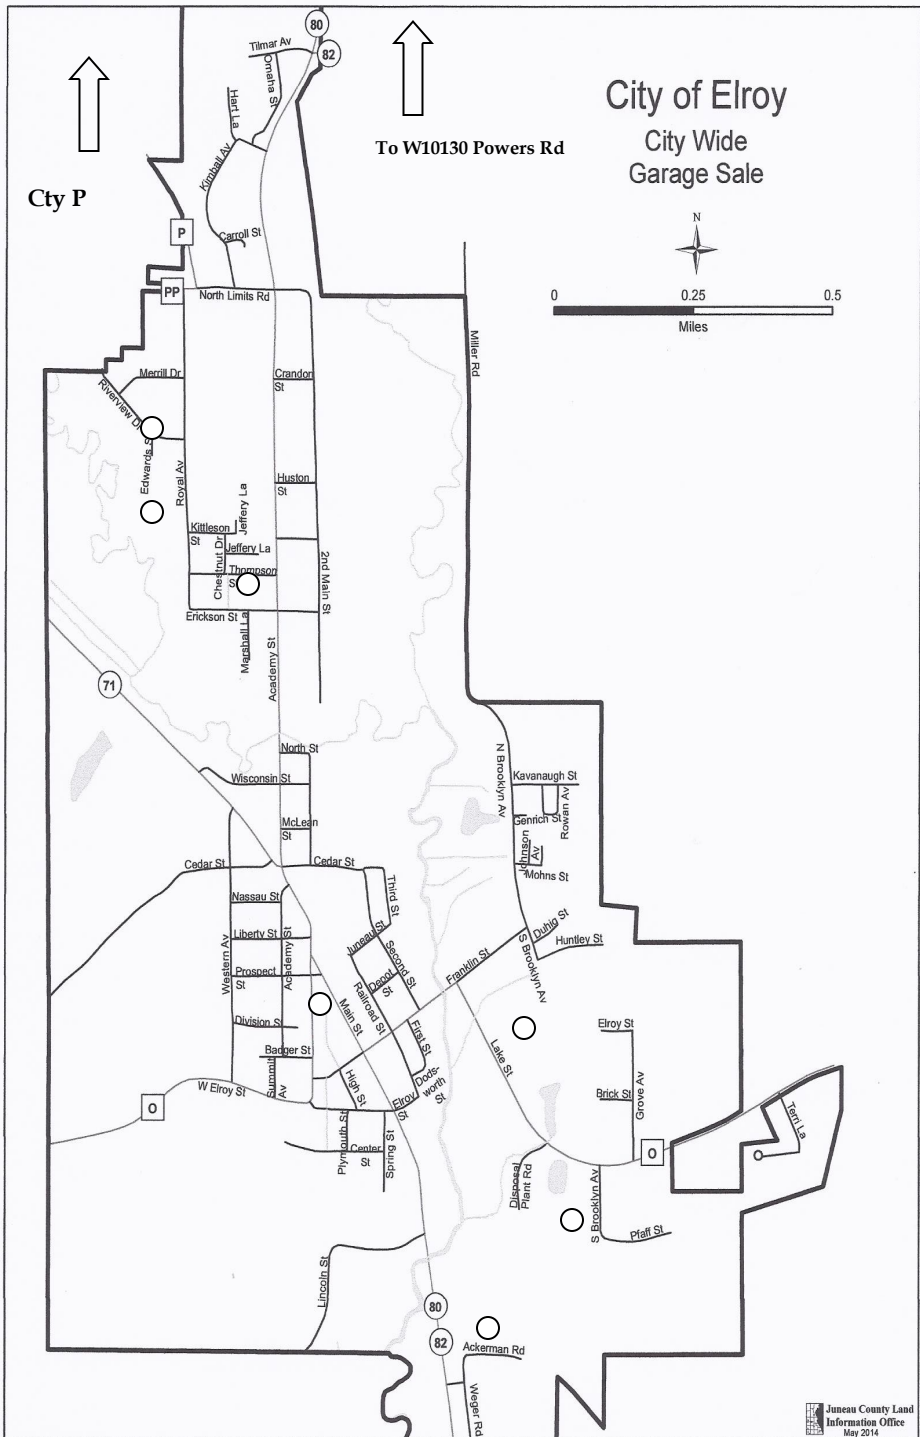 80
82
Tilmar Av
Omaha St
Hart La
Kimball Av
To W10130 Powers Rd
City of Elroy
City Wide
Garage Sale
Cty P
N
P
Carroll St
PP
North Limits Rd
0
0.25
0.5
Miles
Miller Rd
Merrill Dr
Crandon
St
Riverview Dr
Edwards S
Royal Av
Huston
St
Jeffery La
Kittleson
St
Chestnut Dr
Jeffery La
Thompson
S
2nd Main St
Erickson St
Marshall La
Academy St
71
North St
Wisconsin St
N Brooklyn Av
Kavanaugh St
Rowan Av
Genrich St
McLean
St
Johnson
Av
Mohns St
Cedar St
Cedar St
Third St
Nassau St
Duhig St
Huntley St
Liberty St
Juneau St
Second St
Western Av
Academy St
Franklin St
S Brooklyn Av
Prospect
St
Depot
St
Railroad St
Main St
Division S
First St
Elroy St
Lake St
Badger St
Summit
Av
Dods-
worth
St
W Elroy St
High St
Elroy
St
Brick St
Grove Av
Terri La
O
O
Plymouth St
Center
St
Spring St
Disposal
Plant Rd
S Brooklyn Av
Pfaff St
Lincoln St
80
82
Ackerman Rd
Weger Rd
Juneau County Land
Information Office
May 2014